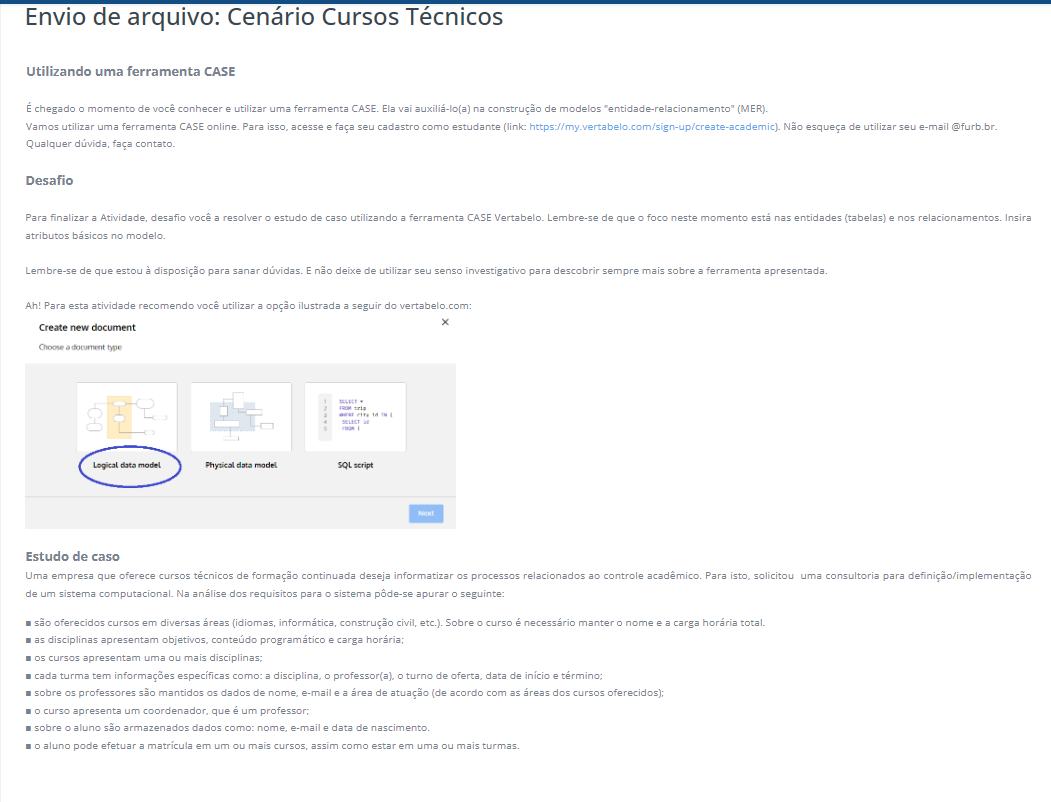 Envio de arquivo: Cenário Cursos Técnicos
Utilizando uma ferramenta CASE
É chegado o momento de você conhecer e utilizar uma ferramenta CASE. Ela vai auxiliá-lo(a) na construção de modelos "entidade-relacionamento" (MER).
Vamos utilizar uma ferramenta CASE online. Para isso, acesse e faça seu cadastro como estudante (link: https://my.vertabelo.com/sign-up/create-academic). Não esqueça de utilizar seu e-mail @furb.br.
Qualquer dúvida, faça contato.
Desafio
Para finalizar a Atividade, desafio você a resolver o estudo de caso utilizando a ferramenta CASE Vertabelo. Lembre-se de que o foco neste momento está nas entidades (tabelas) e nos relacionamentos. Insira
atributos básicos no modelo.
Lembre-se de que estou à disposição para sanar dúvidas. E não deixe de utilizar seu senso investigativo para descobrir sempre mais sobre a ferramenta apresentada.
Ah! Para esta atividade recomendo você utilizar a opção ilustrada a seguir do vertabelo.com:
Create new document
Choose a document type
1 SELECT *
2 FROM trip
3 WHERE city id IN (
4 SELECT id
5 FROM (
Logical data model Physical data model SQL script
Next
Estudo de caso
Uma empresa que oferece cursos técnicos de formação continuada deseja informatizar os processos relacionados ao controle acadêmico. Para isto, solicitou uma consultoria para definição/implementação
de um sistema computacional. Na análise dos requisitos para o sistema pôde-se apurar o seguinte:
■ são oferecidos cursos em diversas áreas (idiomas, informática, construção civil, etc.). Sobre o curso é necessário manter o nome e a carga horária total.
■ as disciplinas apresentam objetivos, conteúdo programático e carga horária;
■ os cursos apresentam uma ou mais disciplinas;
■ cada turma tem informações específicas como: a disciplina, o professor(a), o turno de oferta, data de início e término;
■ sobre os professores são mantidos os dados de nome, e-mail e a área de atuação (de acordo com as áreas dos cursos oferecidos);
■ o curso apresenta um coordenador, que é um professor;
■ sobre o aluno são armazenados dados como: nome, e-mail e data de nascimento.
■ o aluno pode efetuar a matrícula em um ou mais cursos, assim como estar em uma ou mais turmas.